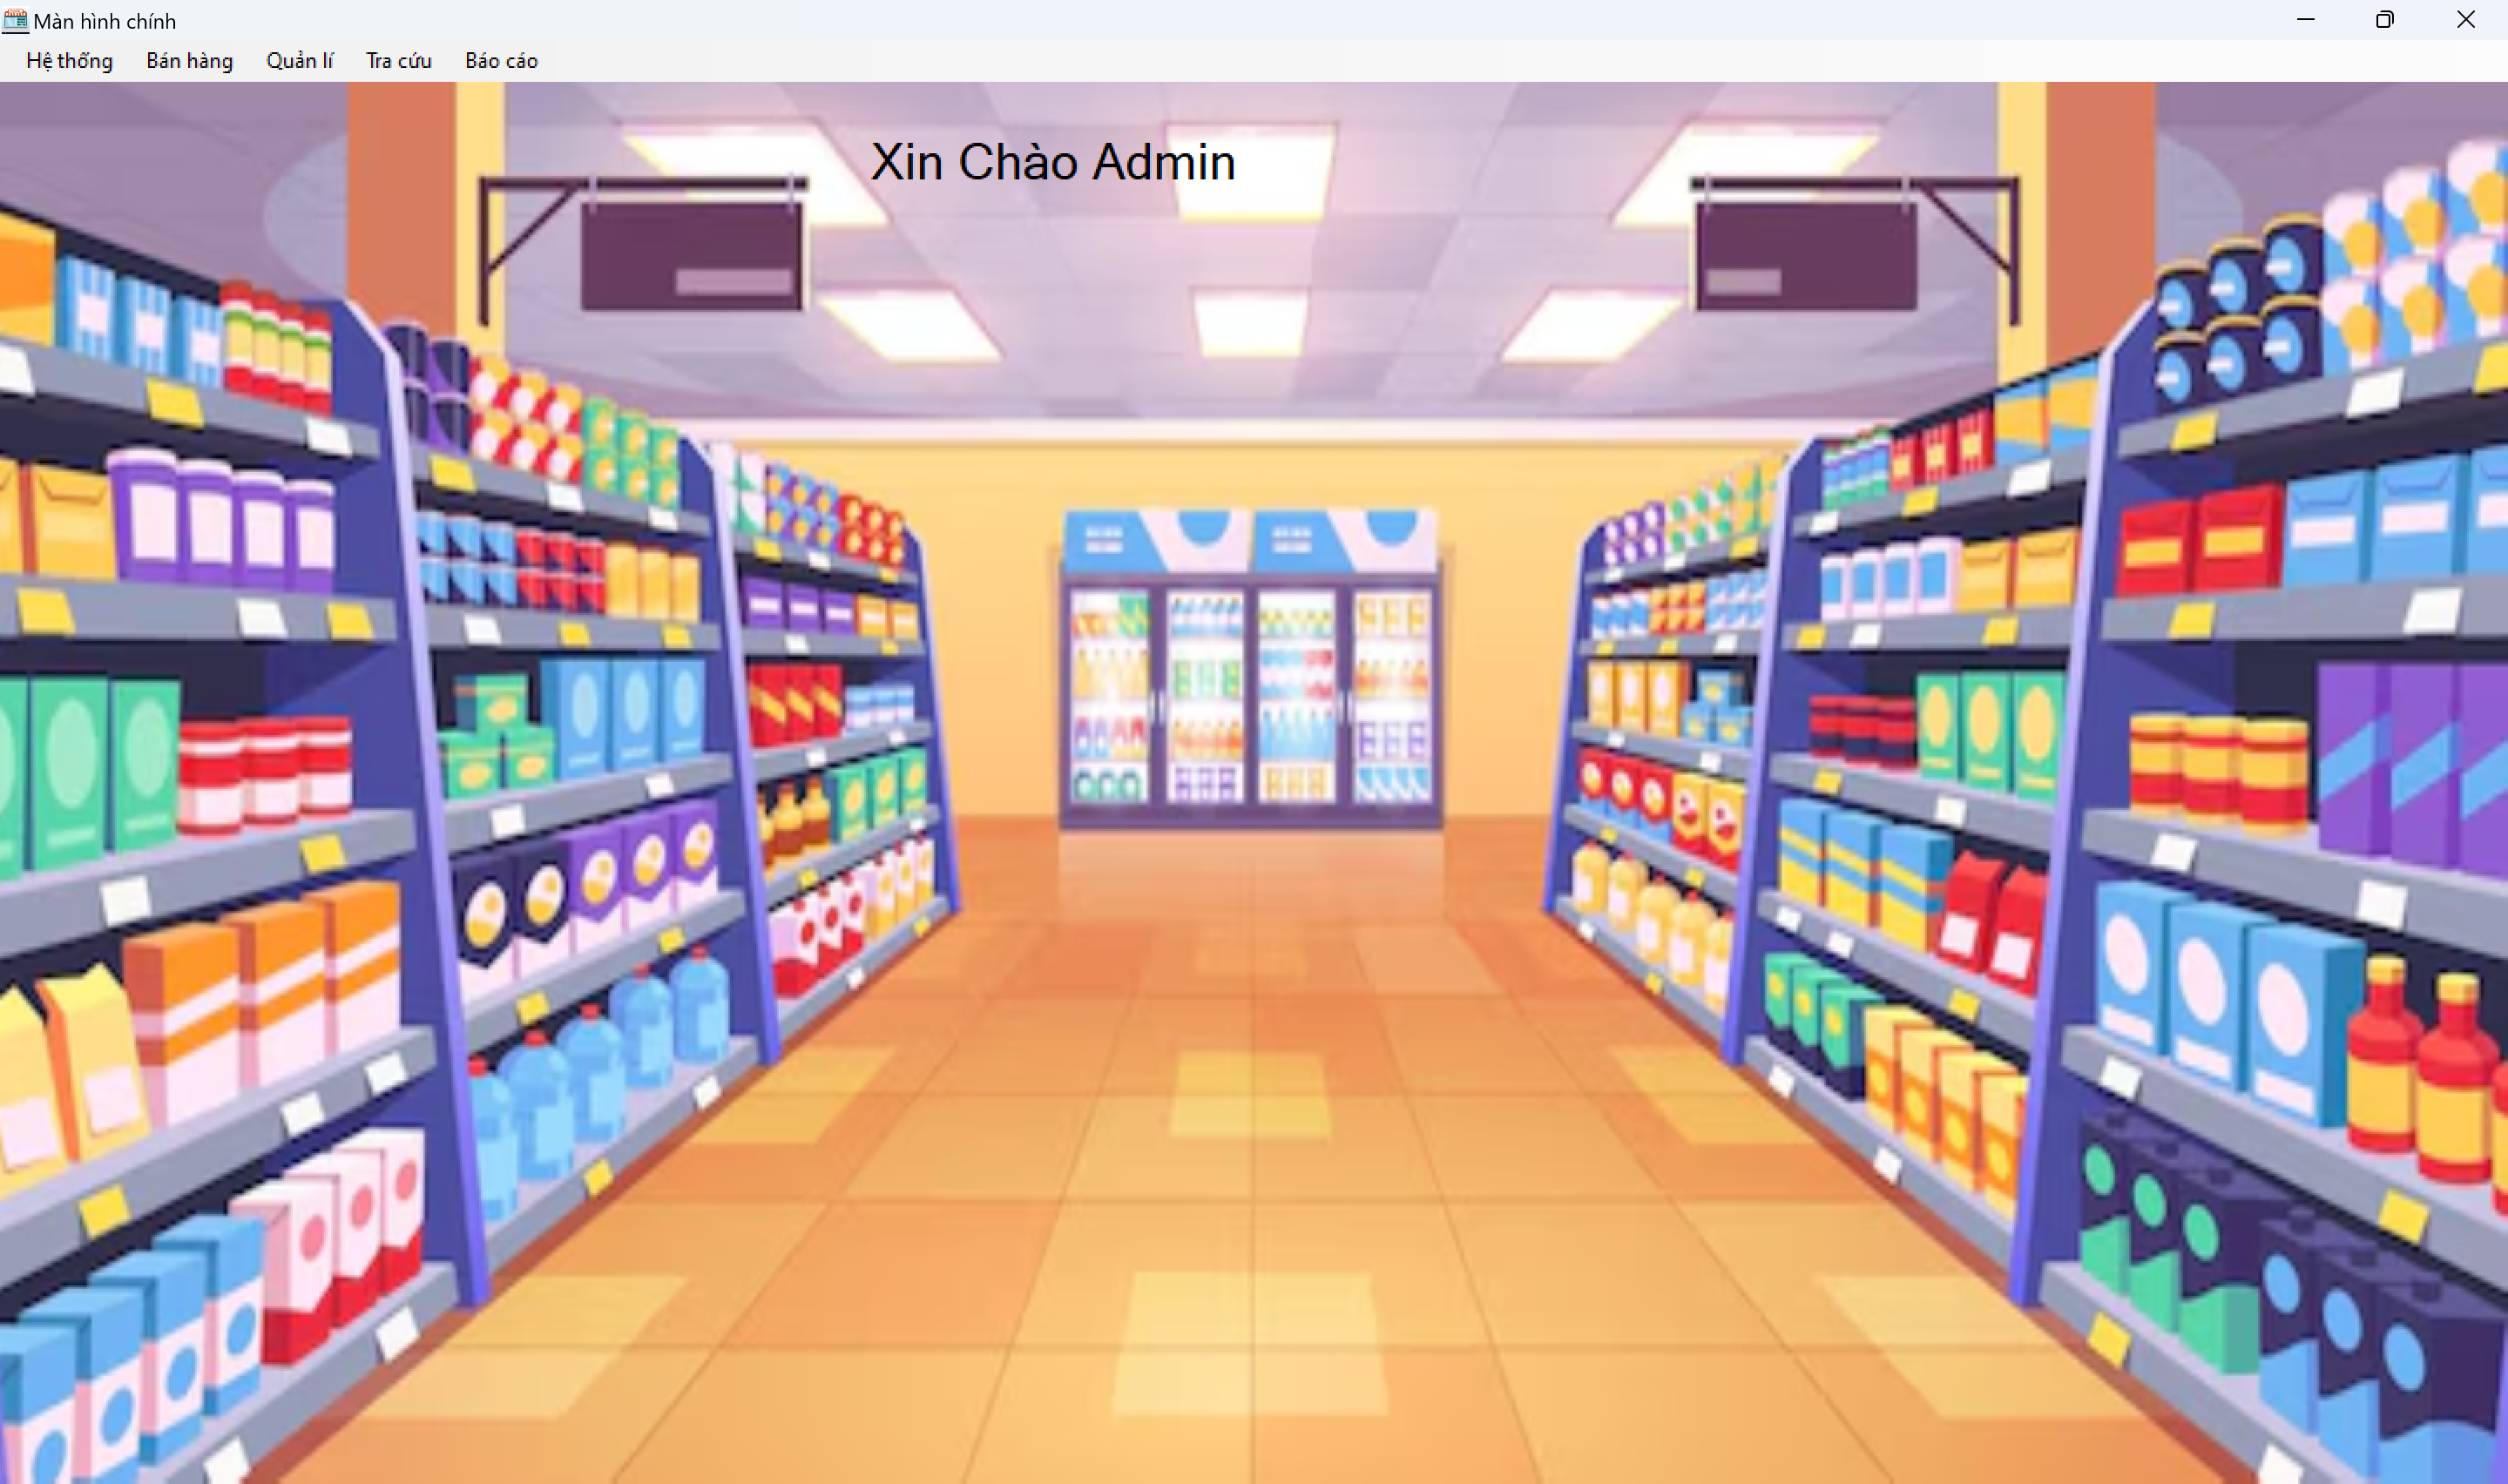 Màn hình chính
Hệ thống Bán hàng Quản lí Tra cứu Báo cáo
Xin Chào Admin